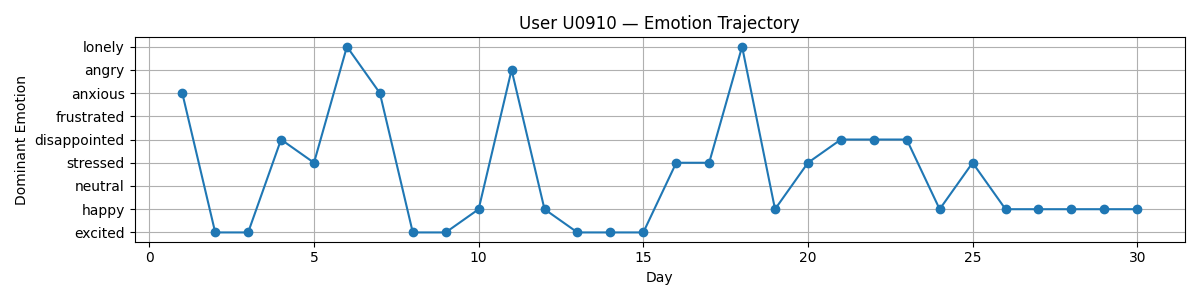 User U0910 — Emotion Trajectory
Dominant Emotion
lonely
angry
anxious
frustrated
disappointed
stressed
neutral
happy
excited
0 5 10 15 20 25 30
Day